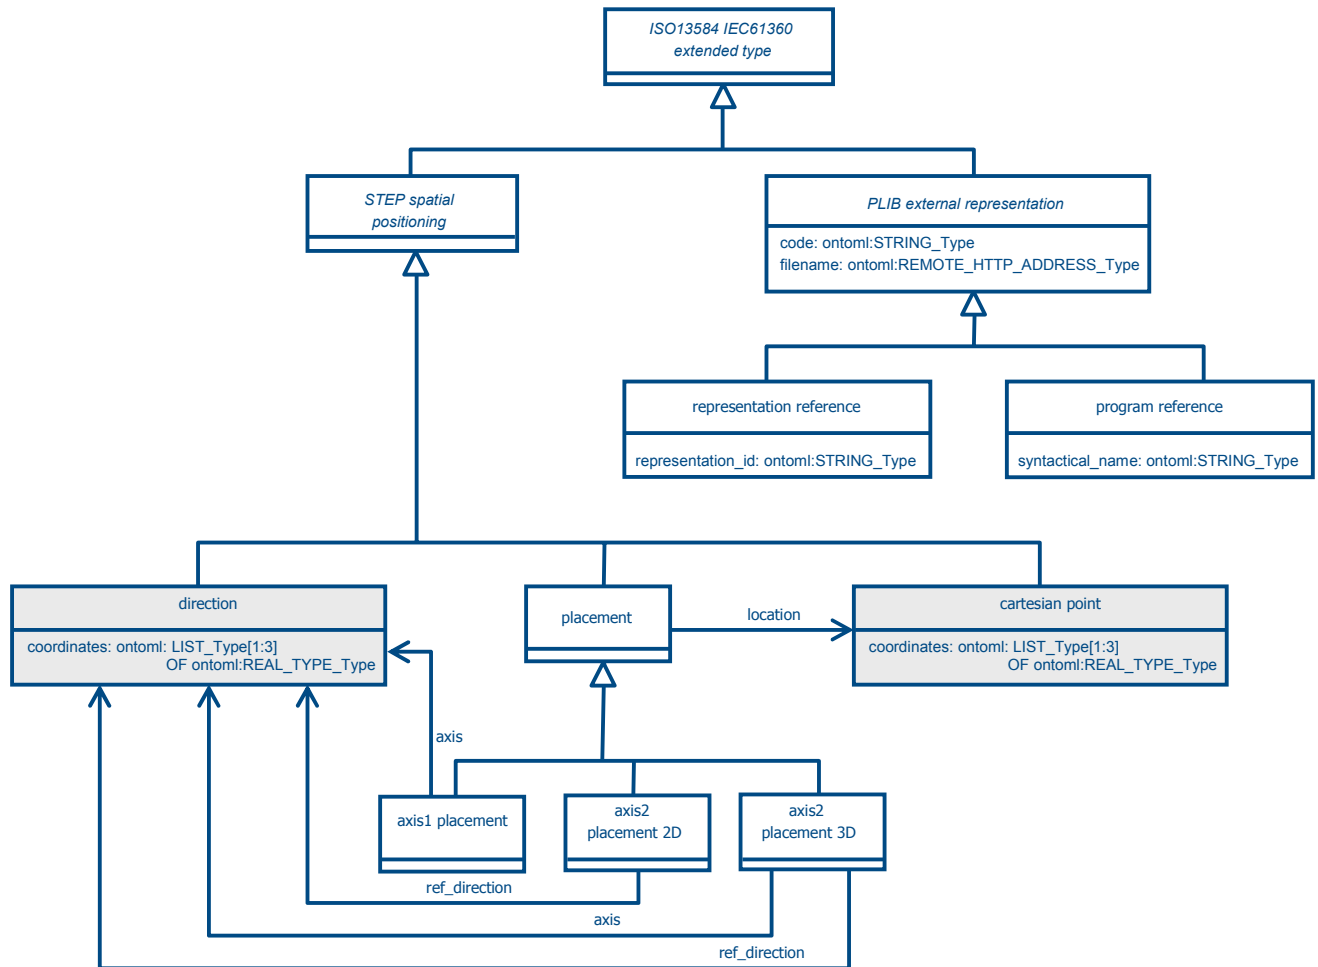 ISO13584 IEC61360
extended type
STEP spatial
positioning
PLIB external representation
code: ontoml:STRING_Type
filename: ontoml:REMOTE_HTTP_ADDRESS_Type
representation reference
representation_id: ontoml:STRING_Type
program reference
syntactical_name: ontoml:STRING_Type
direction
coordinates: ontoml: LIST_Type[1:3]
OF ontoml:REAL_TYPE_Type
placement
location
cartesian point
coordinates: ontoml: LIST_Type[1:3]
OF ontoml:REAL_TYPE_Type
axis
axis1 placement
axis2
placement 2D
axis2
placement 3D
ref_direction
axis
ref_direction